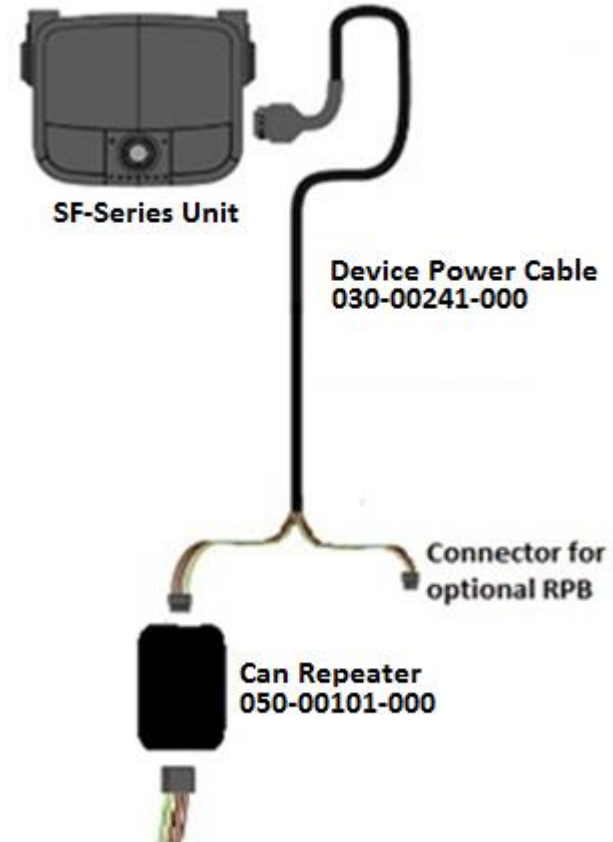 SF-Series Unit
Device Power Cable
030-00241-000
Connector for
optional RPB
Can Repeater
050-00101-000